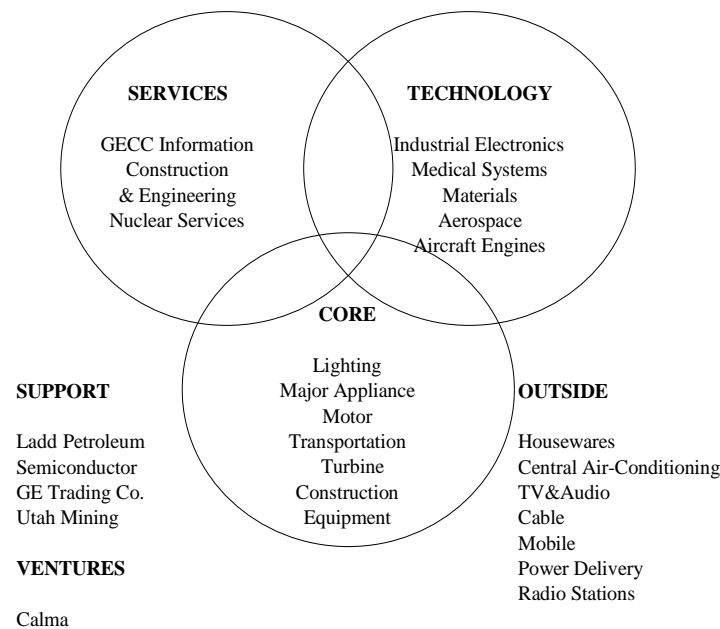 SERVICES
GECC Information
Construction
& Engineering
Nuclear Services
TECHNOLOGY
Industrial Electronics
Medical Systems
Materials
Aerospace
Aircraft Engines
CORE
Lighting
Major Appliance
Motor
Transportation
Turbine
Construction
Equipment
SUPPORT
Ladd Petroleum
Semiconductor
GE Trading Co.
Utah Mining
VENTURES
Calma
OUTSIDE
Housewares
Central Air-Conditioning
TV&Audio
Cable
Mobile
Power Delivery
Radio Stations